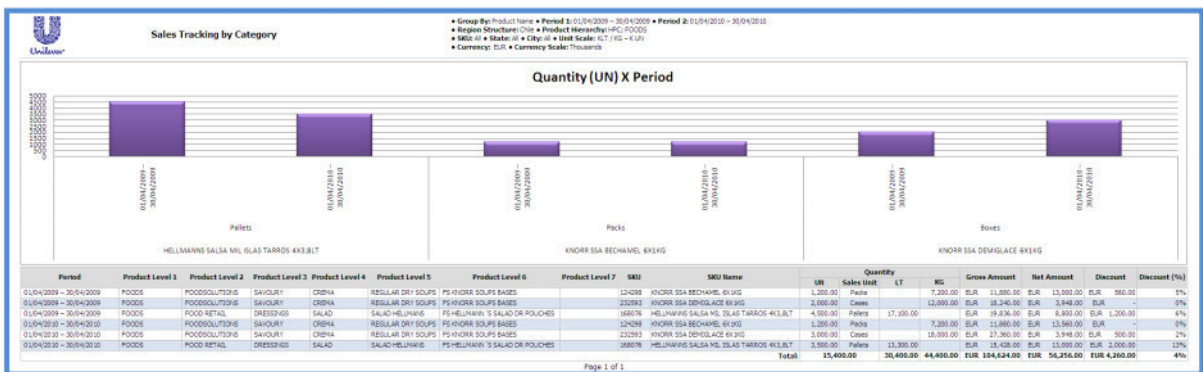 Unilever
Sales Tracking by Category
• Group By: Product Name • Period 1: 01/04/2009 – 30/04/2009 • Period 2: 01/04/2010 – 30/04/2010
• Region Structure: Chile • Product Hierarchy: HPC; FOODS
• SKU: All • State: All • City: All • Unit Scale: KLT / KG – K UN
• Currency: EUR • Currency Scale: Thousands
Quantity (UN) X Period
5000
4500
4000
3500
3000
2500
2000
1500
1000
500
0
01/04/2009 – 30/04/2009
01/04/2010 – 30/04/2010
01/04/2009 – 30/04/2009
01/04/2010 – 30/04/2010
01/04/2009 – 30/04/2009
01/04/2010 – 30/04/2010
Pallets Packs Boxes
HELLMANNS SALSA MIL ISLAS TARROS 4X3,8LT KNORR SSA BECHAMEL 6X1KG KNORR SSA DEMIGLACE 6X1KG
Period Product Level 1 Product Level 2 Product Level 3 Product Level 4 Product Level 5 Product Level 6 Product Level 7 SKU SKU Name Quantity Gross Amount Net Amount Discount Discount (%)
UN Sales Unit LT KG
01/04/2009 – 30/04/2009 FOODS FOODSOLUTIONS SAVOURY CREMA REGULAR DRY SOUPS FS KNORR SOUPS BASES 124298 KNORR SSA BECHAMEL 6X1KG 1,200.00 Packs 7,200.00 EUR 11,880.00 EUR 13,000.00 EUR 560.00 5%
01/04/2009 – 30/04/2009 FOODS FOODSOLUTIONS SAVOURY CREMA REGULAR DRY SOUPS FS KNORR SOUPS BASES 232593 KNORR SSA DEMIGLACE 6X1KG 2,000.00 Cases 12,000.00 EUR 18,240.00 EUR 3,948.00 EUR - 0%
01/04/2009 – 30/04/2009 FOODS FOOD RETAIL DRESSINGS SALAD SALAD HELLMANS FS HELLMANN ´S SALAD DR POUCHES 168076 HELLMANNS SALSA MIL ISLAS TARROS 4X3,8LT 4,500.00 Pallets 17,100.00 EUR 19,836.00 EUR 8,800.00 EUR 1,200.00 6%
01/04/2010 – 30/04/2010 FOODS FOODSOLUTIONS SAVOURY CREMA REGULAR DRY SOUPS FS KNORR SOUPS BASES 124298 KNORR SSA BECHAMEL 6X1KG 1,200.00 Packs 7,200.00 EUR 11,880.00 EUR 13,560.00 EUR - 0%
01/04/2010 – 30/04/2010 FOODS FOODSOLUTIONS SAVOURY CREMA REGULAR DRY SOUPS FS KNORR SOUPS BASES 232593 KNORR SSA DEMIGLACE 6X1KG 3,000.00 Cases 18,000.00 EUR 27,360.00 EUR 3,948.00 EUR 500.00 2%
01/04/2010 – 30/04/2010 FOODS FOOD RETAIL DRESSINGS SALAD SALAD HELLMANS FS HELLMANN ´S SALAD DR POUCHES 168076 HELLMANNS SALSA MIL ISLAS TARROS 4X3,8LT 3,500.00 Pallets 13,300.00 EUR 15,428.00 EUR 13,000.00 EUR 2,000.00 13%
Total: 15,400.00 30,400.00 44,400.00 EUR 104,624.00 EUR 56,256.00 EUR 4,260.00 4%
Page 1 of 1